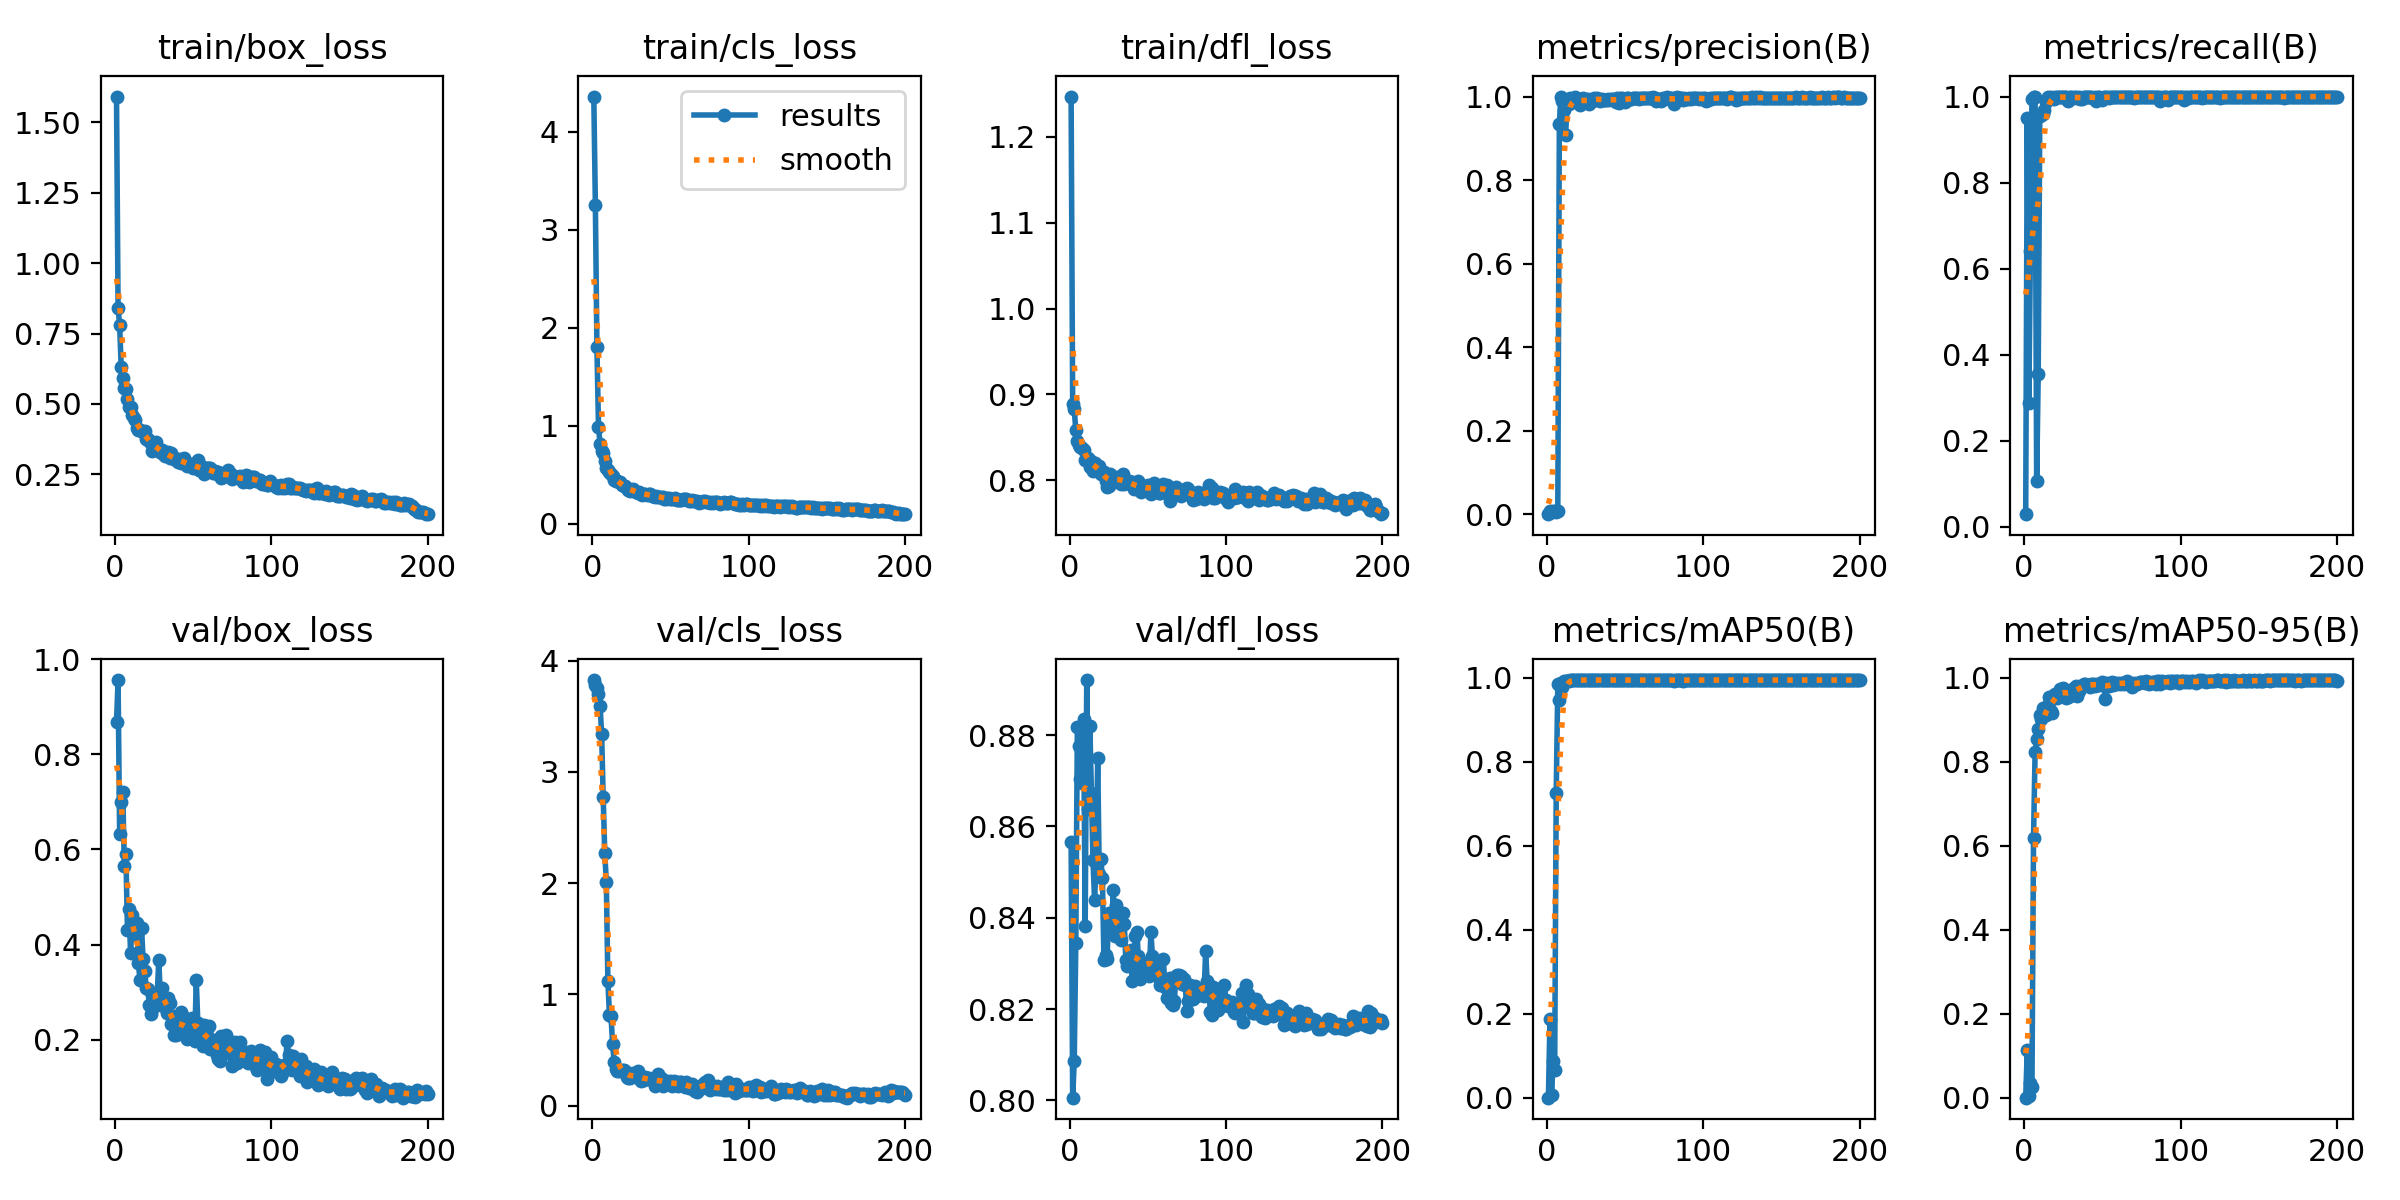 train/box_loss
1.50
1.25
1.00
0.75
0.50
0.25
0 100 200
train/cls_loss
results
smooth
4
3
2
1
0
0 100 200
train/dfl_loss
1.2
1.1
1.0
0.9
0.8
0 100 200
metrics/precision(B)
1.0
0.8
0.6
0.4
0.2
0.0
0 100 200
metrics/recall(B)
1.0
0.8
0.6
0.4
0.2
0.0
0 100 200
val/box_loss
1.0
0.8
0.6
0.4
0.2
0 100 200
val/cls_loss
4
3
2
1
0
0 100 200
val/dfl_loss
0.88
0.86
0.84
0.82
0.80
0 100 200
metrics/mAP50(B)
1.0
0.8
0.6
0.4
0.2
0.0
0 100 200
metrics/mAP50-95(B)
1.0
0.8
0.6
0.4
0.2
0.0
0 100 200